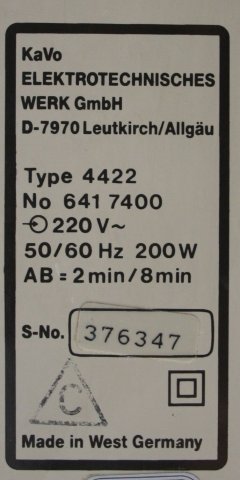 KaVo
ELEKTROTECHNISCHES
WERK GmbH
D-7970 Leutkirch/Allgäu
Type 4422
No 641 7400
220 V~
50/60 Hz 200 W
AB = 2 min/8 min
S-No. 376347
C
Made in West Germany